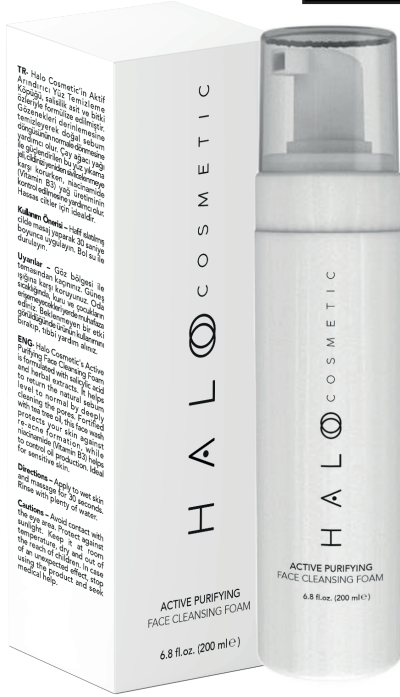 TR- Halo Cosmetic'in Aktif
Arındırıcı Yüz Temizleme
Köpüğü, salisilik asit ve bitki
özleriyle formülize edilmiştir.
Gözenekleri derinlemesine
temizleyerek doğal sebum
döngüsünün normale dönmesine
yardımcı olur. Çay ağacı yağı
ile güçlendirilen bu yüz yıkama
jeli, cildinizi yeniden sivilcelenmeye
karşı korurken, niacinamide
(Vitamin B3) yağ üretiminin
kontrol edilmesine yardımcı olur.
Hassas ciltler için idealdir.
Kullanım Önerisi – Hafif ıslatılmış
cilde masaj yaparak 30 saniye
boyunca uygulayın. Bol su ile
durulayın.
Uyarılar – Göz bölgesi ile
temasından kaçınınız. Güneş
ışığına karşı koruyunuz. Oda
sıcaklığında, kuru ve çocukların
erişemeyecekleri yerde muhafaza
ediniz. Beklenmeyen bir etki
görüldüğünde ürünün kullanımını
bırakıp, tıbbi yardım alınız.
ENG- Halo Cosmetic's Active
Purifying Face Cleansing Foam
is formulated with salicylic acid
and herbal extracts. It helps
to return the natural sebum
level to normal by deeply
cleaning the pores. Fortified
with tea tree oil, this face wash
protects your skin against
re-acne formation, while
niacinamide (Vitamin B3) helps
to control oil production. Ideal
for sensitive skin.
Directions – Apply to wet skin
and massage for 30 seconds.
Rinse with plenty of water.
Cautions – Avoid contact with
the eye area. Protect against
sunlight. Keep it at room
temperature, dry and out of
the reach of children. In case
of an unexpected effect, stop
using the product and seek
medical help.
HALO COSMETIC
ACTIVE PURIFYING
FACE CLEANSING FOAM
6.8 fl.oz. (200 ml℮)
HALO COSMETIC
ACTIVE PURIFYING
FACE CLEANSING FOAM
6.8 fl.oz. (200 ml℮)